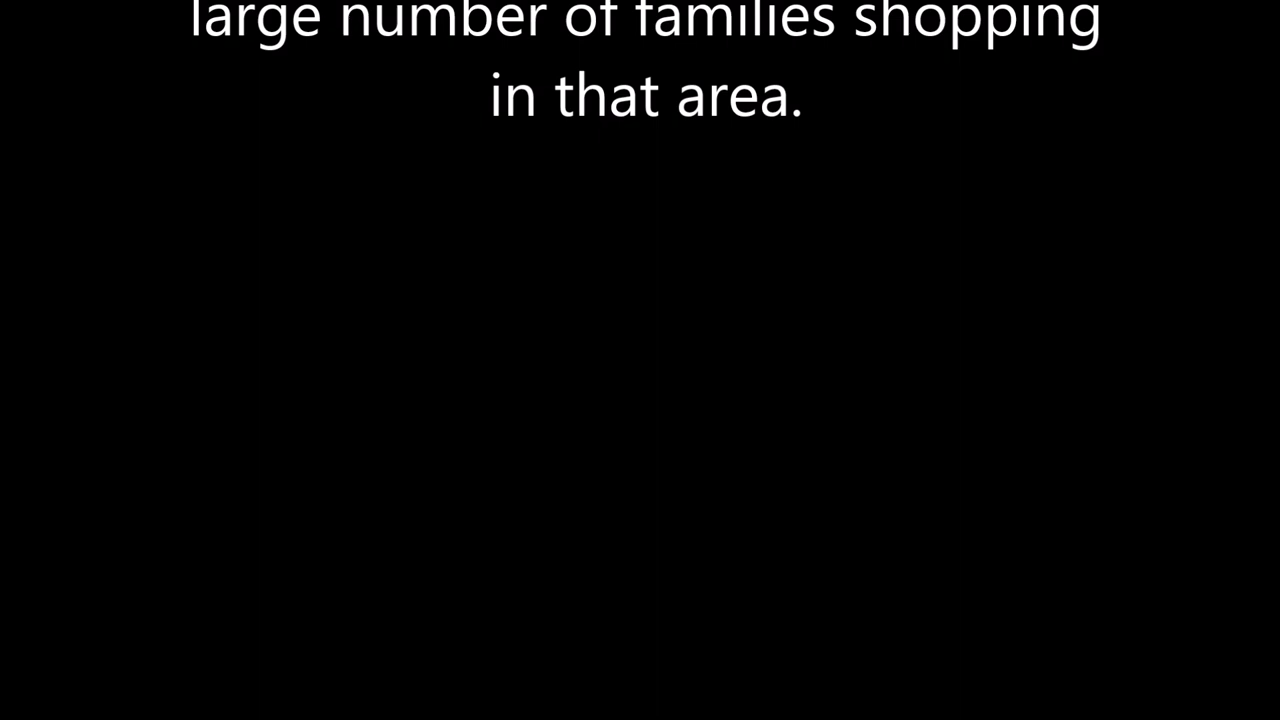 large number of families shopping
in that area.